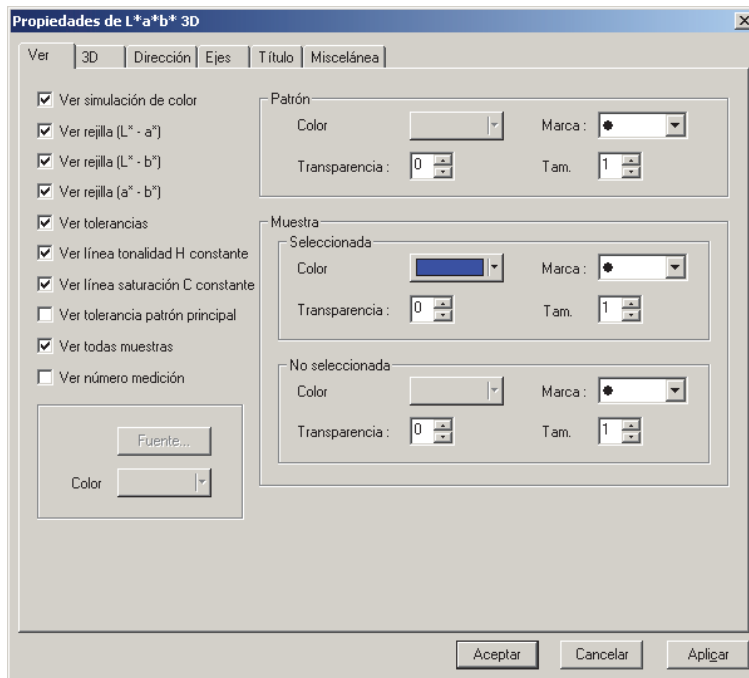 Propiedades de L*a*b* 3D
Ver
3D
Dirección
Ejes
Título
Miscelánea
Ver simulación de color
Ver rejilla (L* - a*)
Ver rejilla (L* - b*)
Ver rejilla (a* - b*)
Ver tolerancias
Ver línea tonalidad H constante
Ver línea saturación C constante
Ver tolerancia patrón principal
Ver todas muestras
Ver número medición
Fuente...
Color
Patrón
Color
Marca :
Transparencia :
0
Tam.
1
Muestra
Seleccionada
Color
Marca :
Transparencia :
0
Tam.
1
No seleccionada
Color
Marca :
Transparencia :
0
Tam.
1
Aceptar
Cancelar
Aplicar